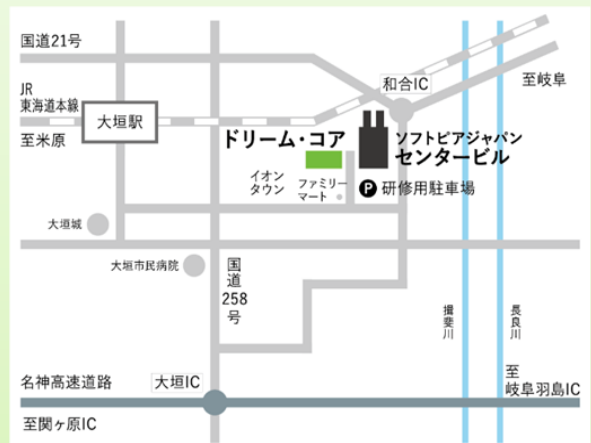 国道21号
和合IC
至岐阜
JR
東海道本線
大垣駅
至米原
ドリーム・コア
ソフトピアジャパン
センタービル
イオン
タウン
ファミリー
マート
P 研修用駐車場
大垣城
大垣市民病院
国道258号
揖斐川
長良川
名神高速道路
大垣IC
至
岐阜羽島IC
至関ヶ原IC